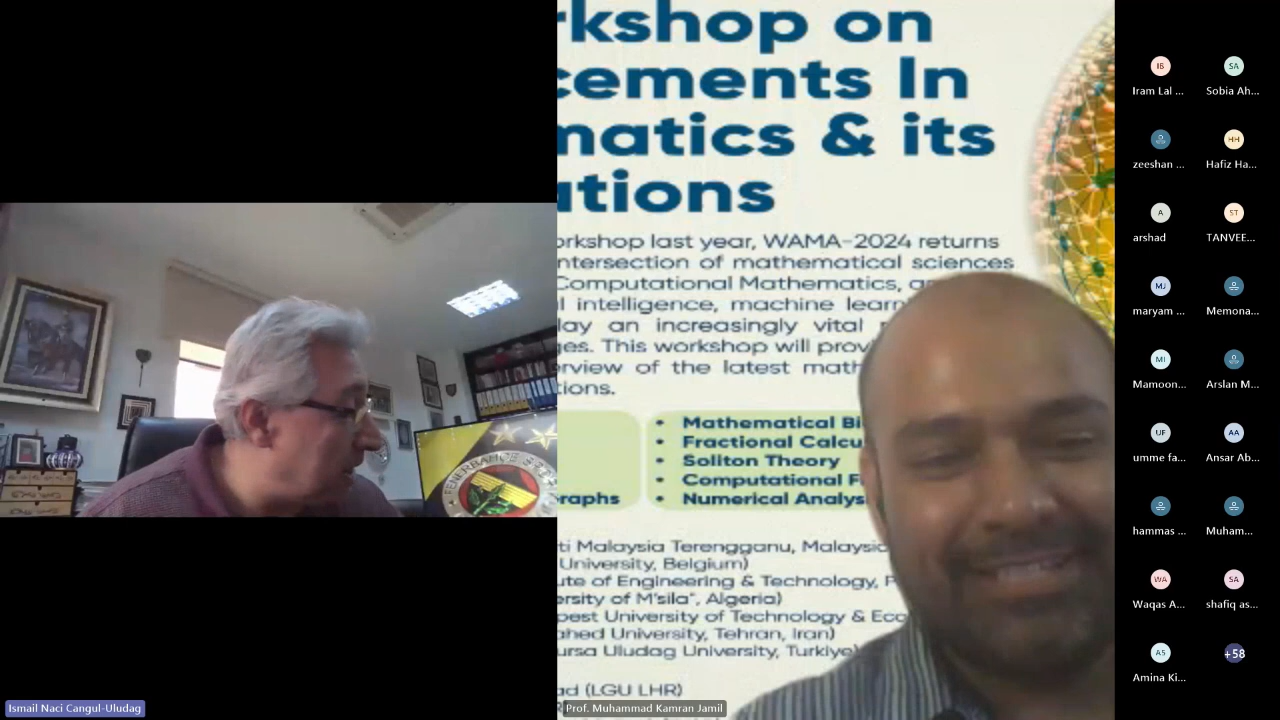 rkshop on
cements In
matics & its
ations
orkshop last year, WAMA-2024 returns
ntersection of mathematical sciences
Computational Mathematics, a
l intelligence, machine learn
lay an increasingly vital
es. This workshop will prov
rview of the latest math
ions.
raphs
• Mathematical Bi
• Fractional Calcu
• Soliton Theory
• Computational F
• Numerical Analys
ti Malaysia Terengganu, Malaysia
University, Belgium)
ute of Engineering & Technology, P
ersity of M'sila", Algeria)
pest University of Technology & Eco
ahed University, Tehran, Iran)
ursa Uludag University, Turkiye)
ad (LGU LHR)
FENERBAHÇE
Ismail Naci Cangul-Uludag
Prof. Muhammad Kamran Jamil
IB
Iram Lal ...
SA
Sobia Ah...
zeeshan ...
HH
Hafiz Ha...
A
arshad
ST
TANVEE...
MJ
maryam ...
Memona...
MI
Mamoon...
Arslan M...
UF
umme fa...
AA
Ansar Ab...
hammas ...
Muham...
WA
Waqas A...
SA
shafiq as...
AS
Amina Ki...
+58